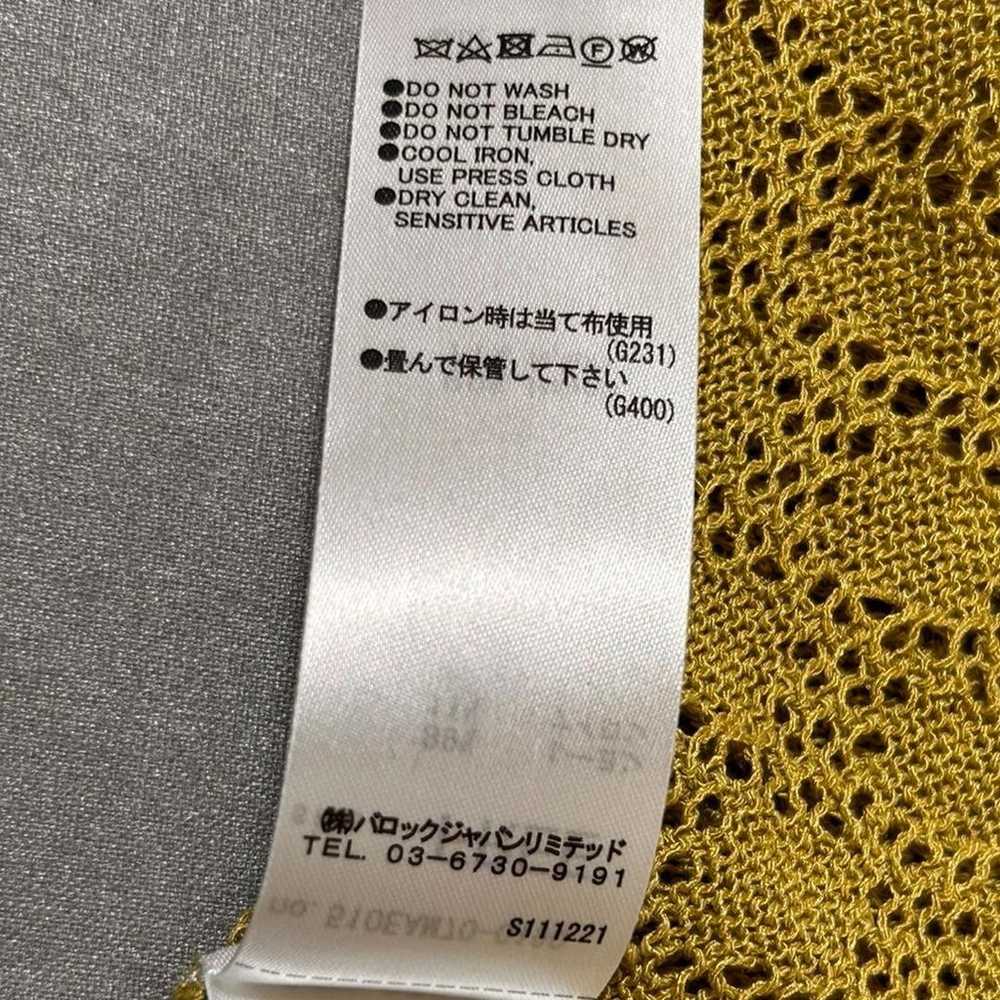 F W
●DO NOT WASH
●DO NOT BLEACH
●DO NOT TUMBLE DRY
●COOL IRON,
USE PRESS CLOTH
●DRY CLEAN,
SENSITIVE ARTICLES
●アイロン時は当て布使用
(G231)
●畳んで保管して下さい
(G400)
(株)バロックジャパンリミテッド
TEL. 03-6730-9191
S111221